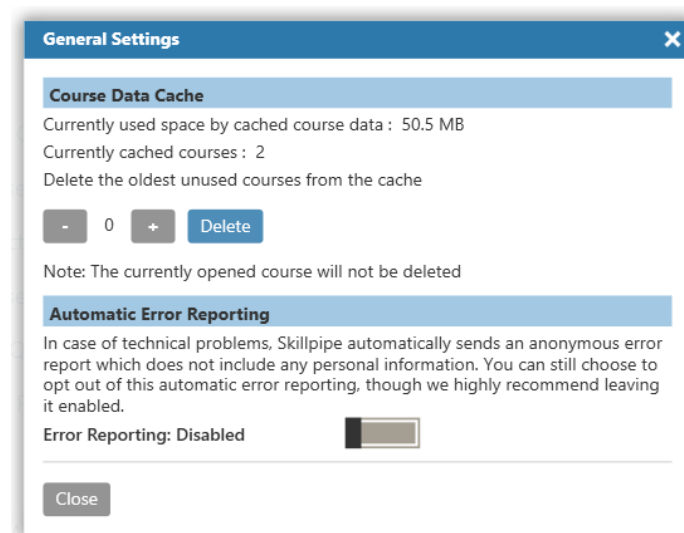 General Settings
Course Data Cache
Currently used space by cached course data : 50.5 MB
Currently cached courses : 2
Delete the oldest unused courses from the cache
- 0 + Delete
Note: The currently opened course will not be deleted
Automatic Error Reporting
In case of technical problems, Skillpipe automatically sends an anonymous error
report which does not include any personal information. You can still choose to
opt out of this automatic error reporting, though we highly recommend leaving
it enabled.
Error Reporting: Disabled
Close